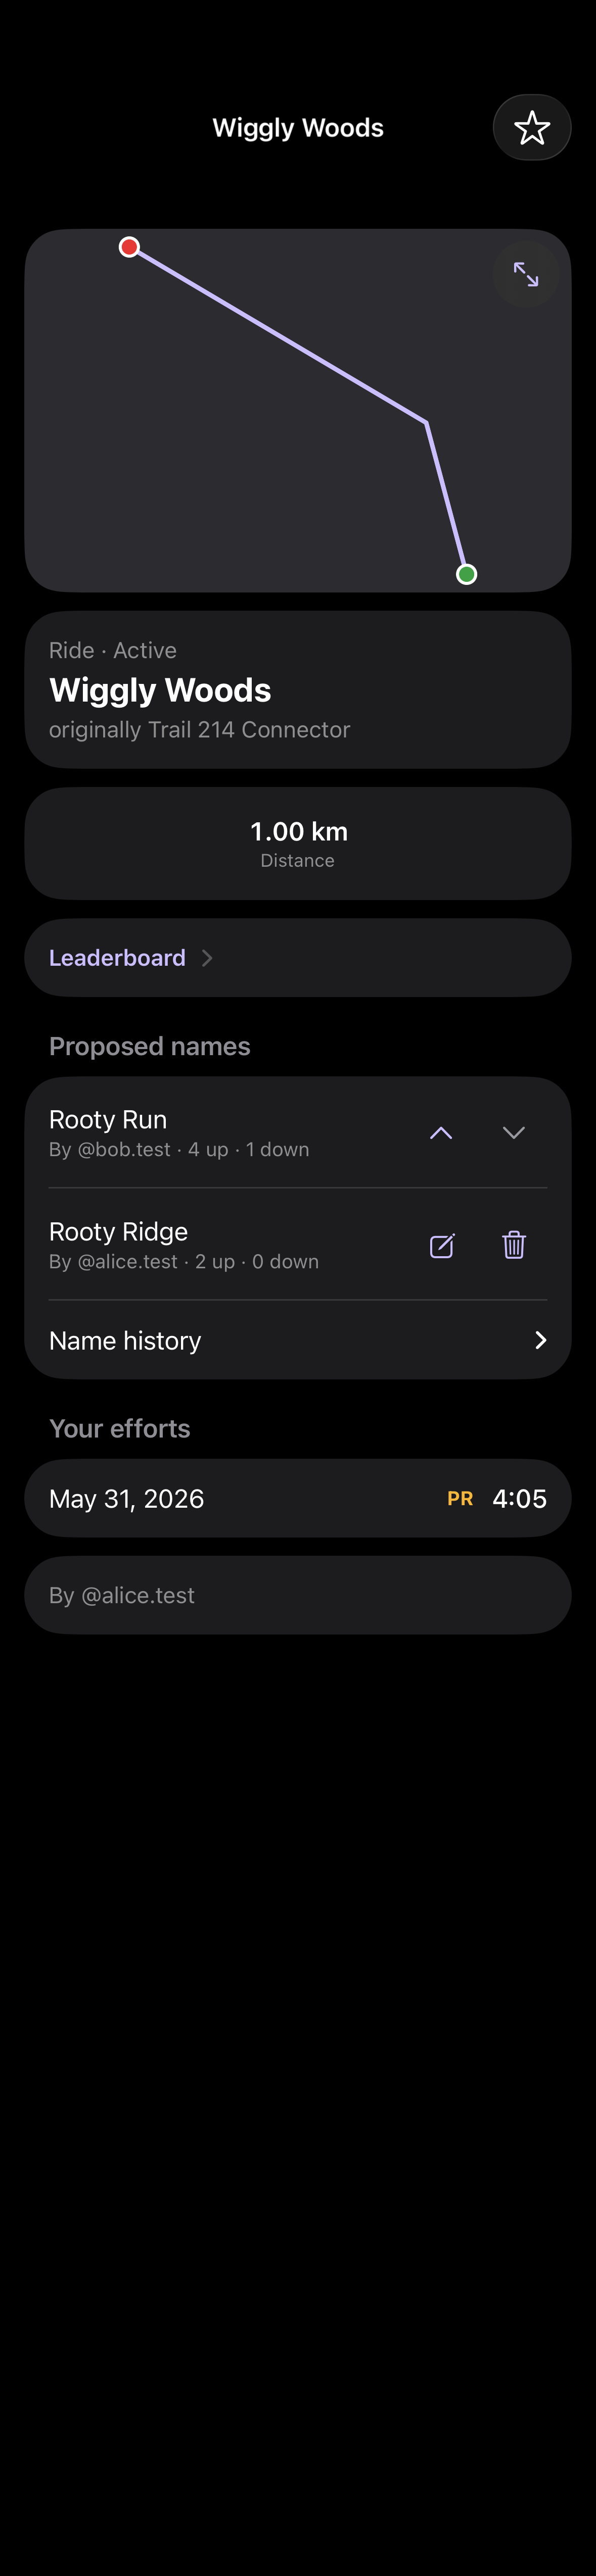 Wiggly Woods
Ride · Active
Wiggly Woods
originally Trail 214 Connector
1.00 km
Distance
Leaderboard
Proposed names
Rooty Run
By @bob.test · 4 up · 1 down
Rooty Ridge
By @alice.test · 2 up · 0 down
Name history
Your efforts
May 31, 2026 PR 4:05
By @alice.test